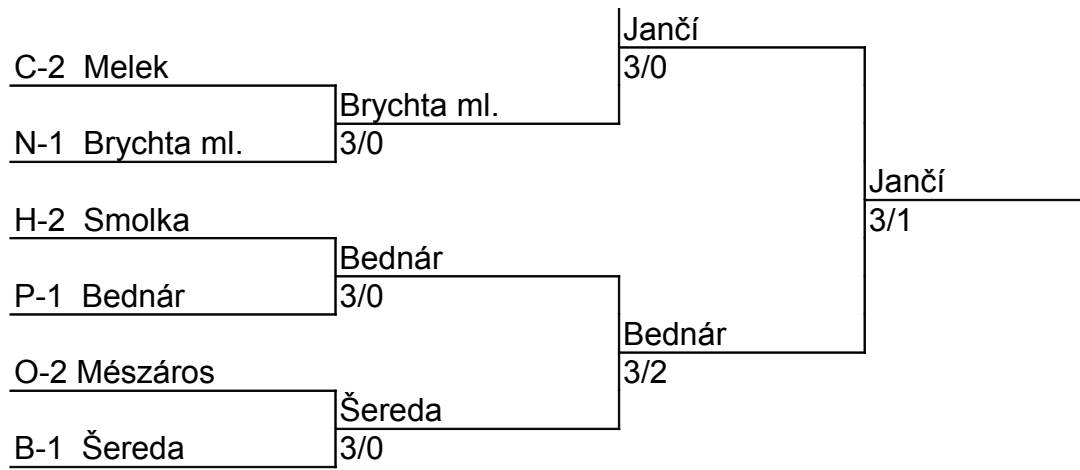 Jančí
3/0
C-2 Melek
Brychta ml.
3/0
N-1 Brychta ml.
Jančí
3/1
H-2 Smolka
Bednár
3/0
P-1 Bednár
Bednár
3/2
O-2 Mészáros
Šereda
3/0
B-1 Šereda